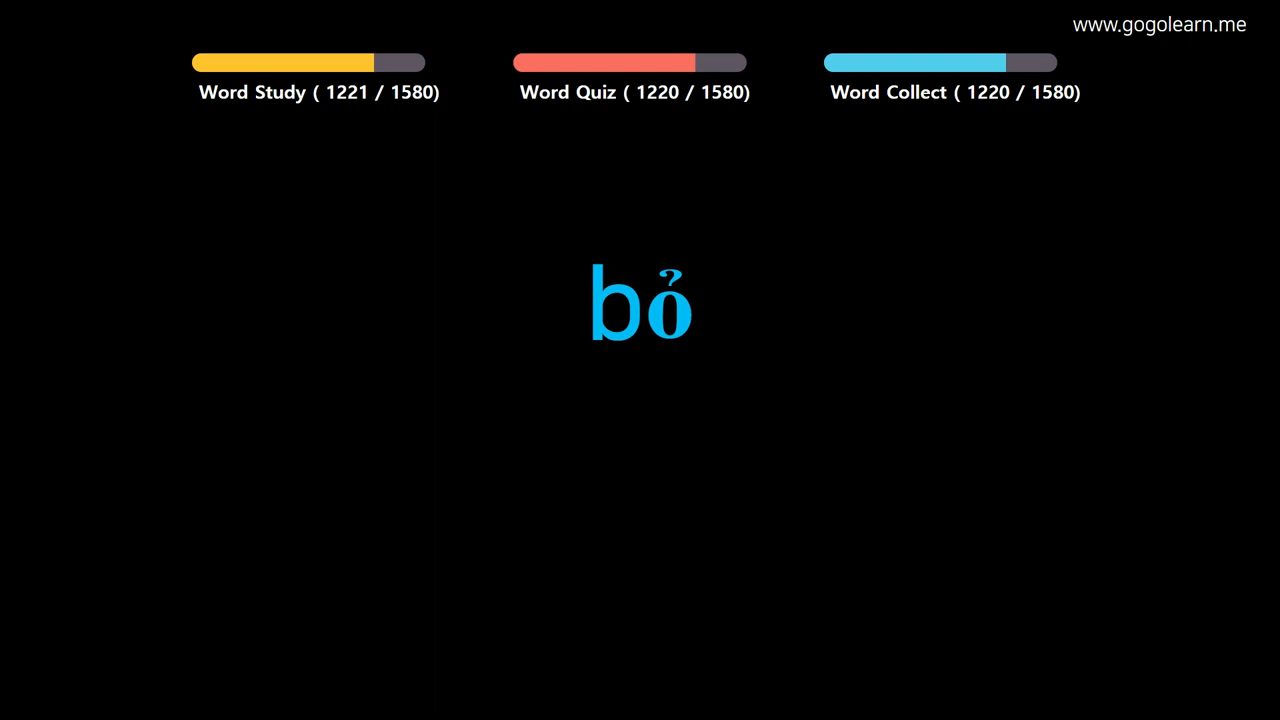 www.gogolearn.me
Word Study ( 1221 / 1580)
Word Quiz ( 1220 / 1580)
Word Collect ( 1220 / 1580)
bỏ